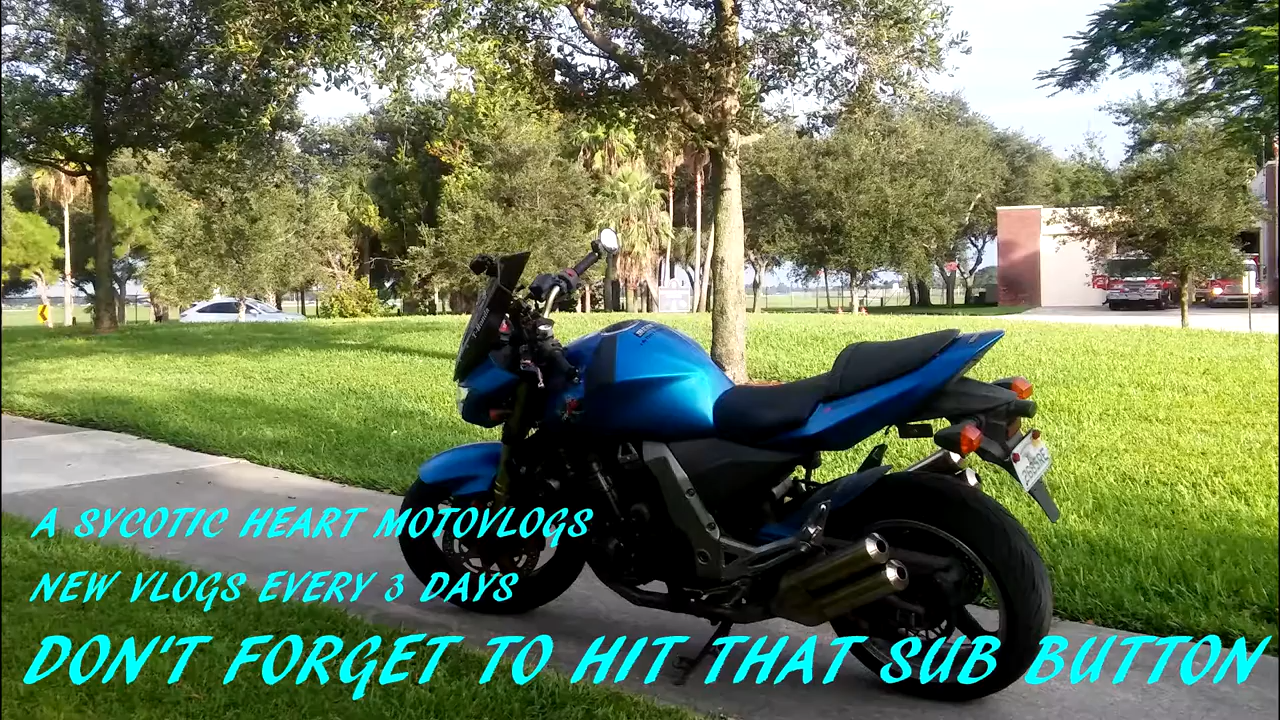 A SYCOTIC HEART MOTOVLOGS
NEW VLOGS EVERY 3 DAYS
DON'T FORGET TO HIT THAT SUB BUTTON